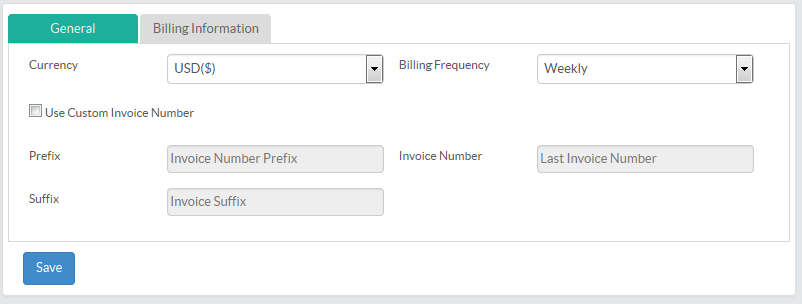 General
Billing Information
Currency
USD($)
Billing Frequency
Weekly
Use Custom Invoice Number
Prefix
Invoice Number Prefix
Invoice Number
Last Invoice Number
Suffix
Invoice Suffix
Save